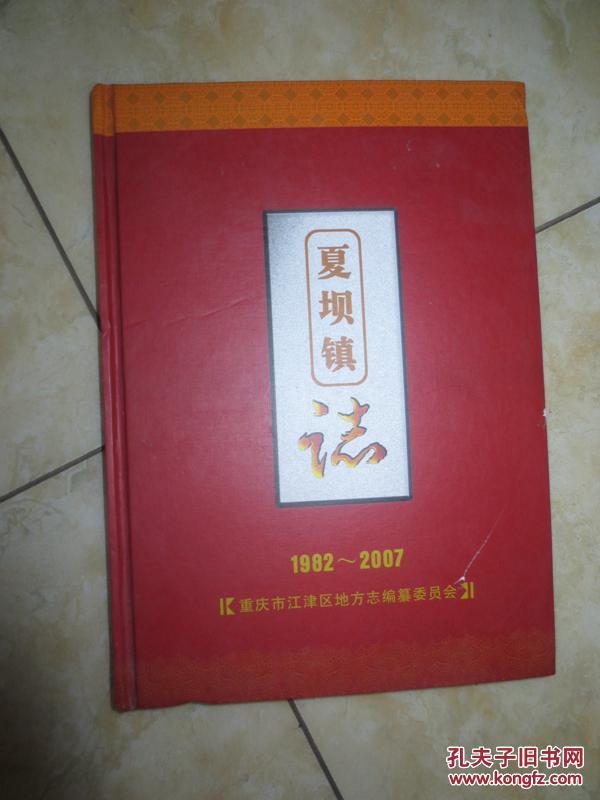 夏坝镇
志
1982～2007
重庆市江津区地方志编纂委员会
孔夫子旧书网
www.kongfz.com